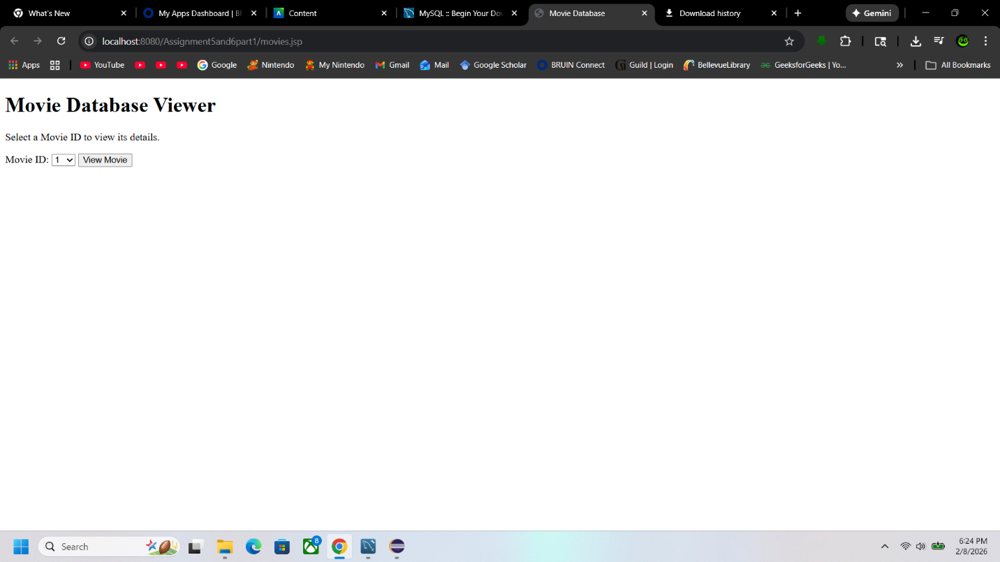 What's New
My Apps Dashboard | BR
Content
MySQL :: Begin Your Dov
Movie Database
Download history
Gemini
localhost:8080/Assignment5and6part1/movies.jsp
Apps
YouTube
Google
Nintendo
My Nintendo
Gmail
Mail
Google Scholar
BRUIN Connect
Guild | Login
BellevueLibrary
GeeksforGeeks | Yo...
»
All Bookmarks
Movie Database Viewer
Select a Movie ID to view its details.
Movie ID: 1 View Movie
Search
8
6:24 PM
2/8/2026